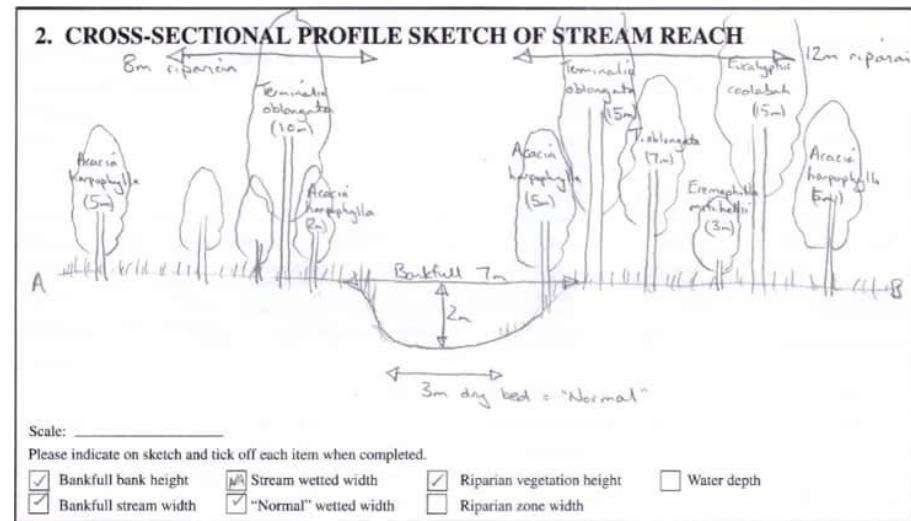 2. CROSS-SECTIONAL PROFILE SKETCH OF STREAM REACH
8m riparian
12m riparian
Terminalia
oblongata
(10m)
Terminalia
oblongata
(15m)
Eucalyptus
coolabah
(15m)
Acacia
harpophylla
(5m)
Acacia
harpophylla
(2m)
Acacia
harpophylla
(5m)
T. oblongata
(7m)
Eremophila
mitchellii
(3m)
Acacia
harpophylla
(5m)
A
Bankfull 7m
B
2m
3m dry bed = "Normal"
Scale:
Please indicate on sketch and tick off each item when completed.
Bankfull bank height
N/A Stream wetted width
Riparian vegetation height
Water depth
Bankfull stream width
"Normal" wetted width
Riparian zone width